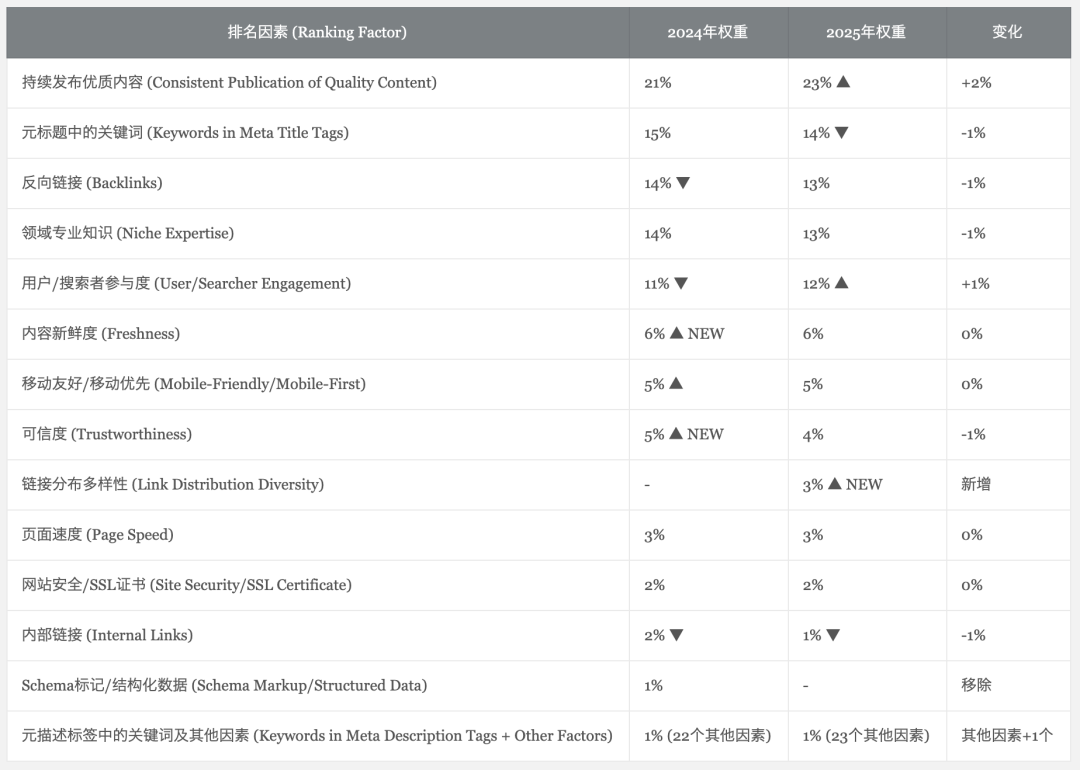 排名因素 (Ranking Factor) 2024年权重 2025年权重 变化
持续发布优质内容 (Consistent Publication of Quality Content) 21% 23% ▲ +2%
元标题中的关键词 (Keywords in Meta Title Tags) 15% 14% ▼ -1%
反向链接 (Backlinks) 14% ▼ 13% -1%
领域专业知识 (Niche Expertise) 14% 13% -1%
用户/搜索者参与度 (User/Searcher Engagement) 11% ▼ 12% ▲ +1%
内容新鲜度 (Freshness) 6% ▲ NEW 6% 0%
移动友好/移动优先 (Mobile-Friendly/Mobile-First) 5% ▲ 5% 0%
可信度 (Trustworthiness) 5% ▲ NEW 4% -1%
链接分布多样性 (Link Distribution Diversity) - 3% ▲ NEW 新增
页面速度 (Page Speed) 3% 3% 0%
网站安全/SSL证书 (Site Security/SSL Certificate) 2% 2% 0%
内部链接 (Internal Links) 2% ▼ 1% ▼ -1%
Schema标记/结构化数据 (Schema Markup/Structured Data) 1% - 移除
元描述标签中的关键词及其他因素 (Keywords in Meta Description Tags + Other Factors) 1% (22个其他因素) 1% (23个其他因素) 其他因素+1个